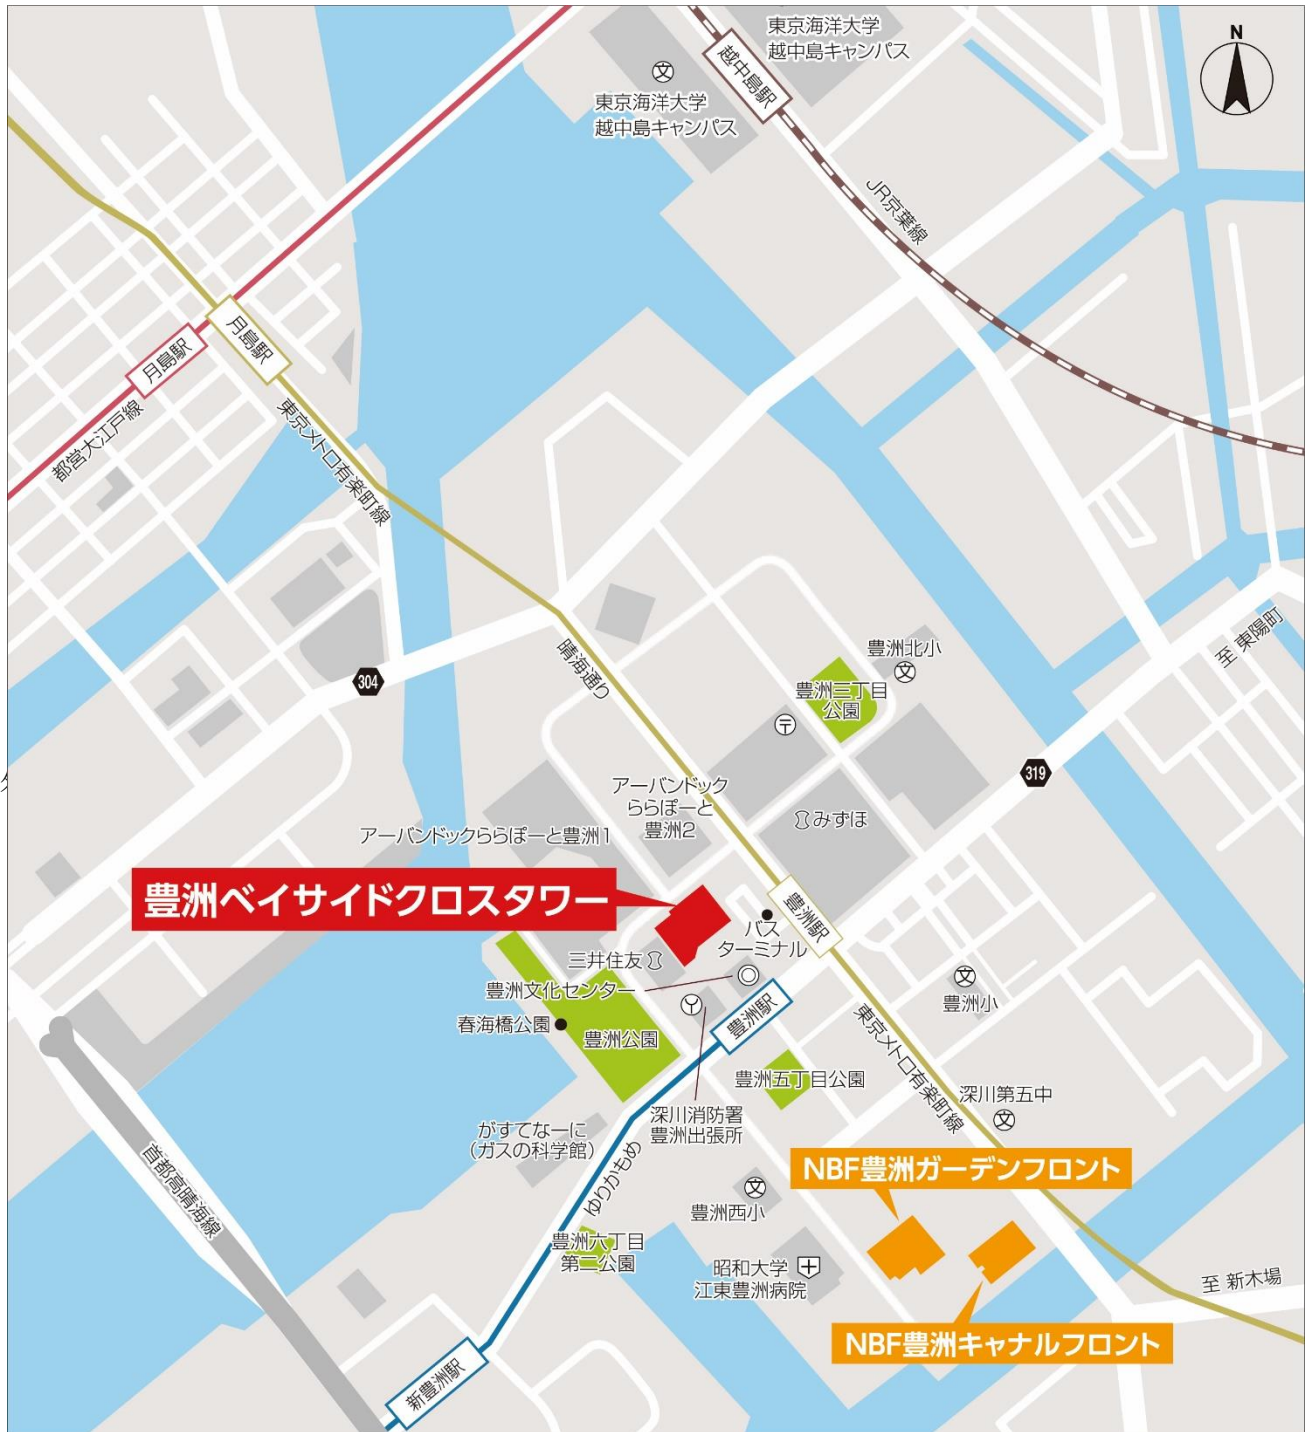 東京海洋大学
越中島キャンパス
N
越中島駅
東京海洋大学
越中島キャンパス
JR京葉線
月島駅
月島駅
都営大江戸線
東京メトロ有楽町線
至 東陽町
304
晴海通り
豊洲北小
豊洲三丁目
公園
319
アーバンドック
ららぽーと
豊洲2
みずほ
アーバンドックららぽーと豊洲1
豊洲ベイサイドクロスタワー
豊洲駅
バス
ターミナル
三井住友
豊洲文化センター
豊洲小
春海橋公園
豊洲公園
豊洲駅
東京メトロ有楽町線
豊洲五丁目公園
深川第五中
深川消防署
豊洲出張所
がすてなーに
(ガスの科学館)
ゆりかもめ
首都高晴海線
NBF豊洲ガーデンフロント
豊洲西小
豊洲六丁目
第二公園
昭和大学
江東豊洲病院
至 新木場
NBF豊洲キャナルフロント
新豊洲駅